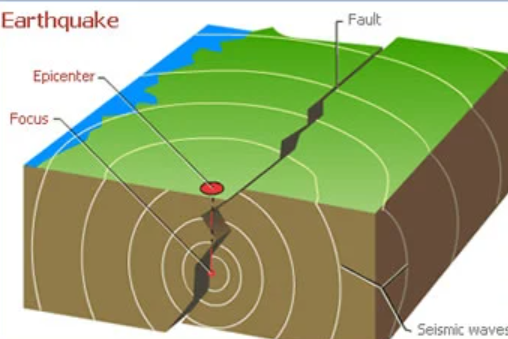 Earthquake
Fault
Epicenter
Focus
Seismic waves